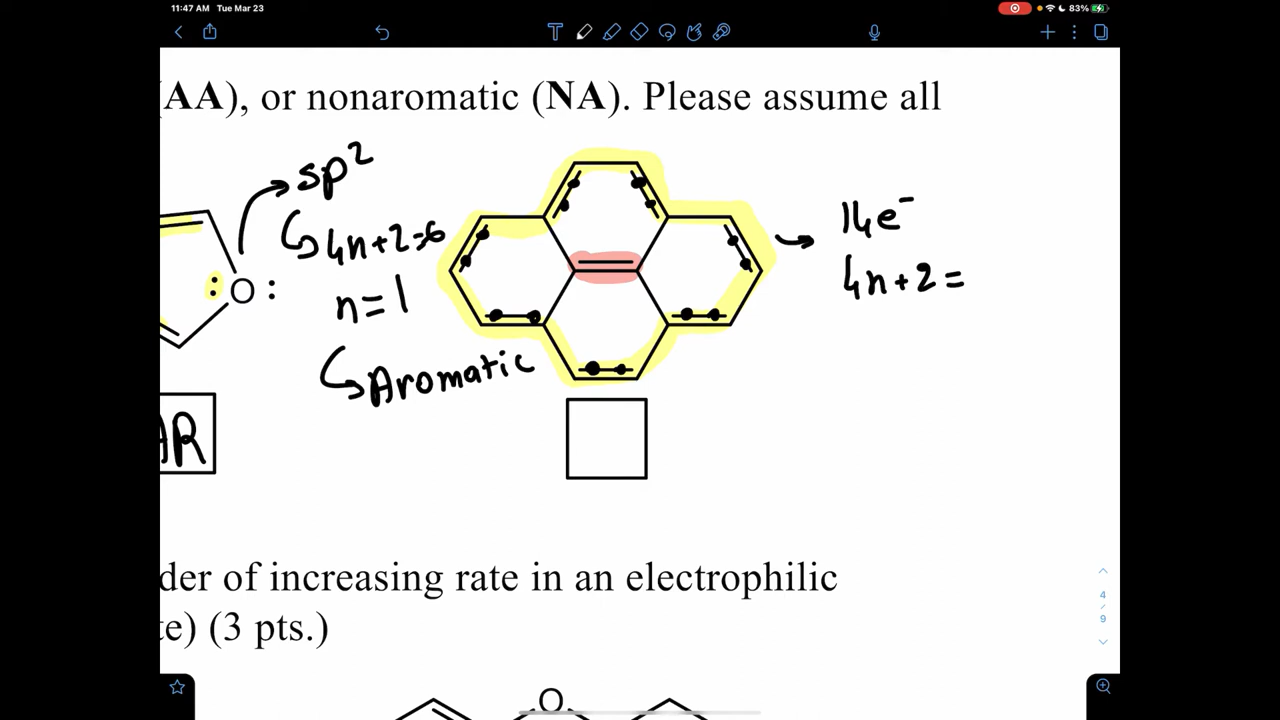 11:47 AM Tue Mar 23
83%
T
(AA), or nonaromatic (NA). Please assume all
sp²
4n+2=6
n=1
Aromatic
O
AR
14e⁻
4n+2=
4
9
der of increasing rate in an electrophilic
te) (3 pts.)
O